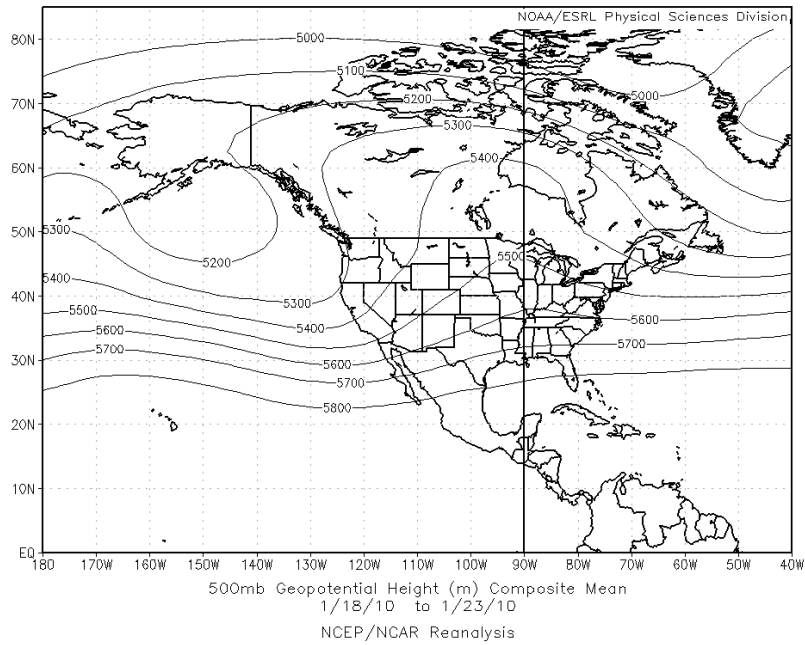 NOAA/ESRL Physical Sciences Division
80N
5000
5100
70N
5200
5000
5300
60N
5400
50N
5300
5200
5500
5400
40N
5300
5500
5400
5600
5600
5700
30N
5700
5600
5700
5800
20N
10N
EQ
180 170W 160W 150W 140W 130W 120W 110W 100W 90W 80W 70W 60W 50W 40W
500mb Geopotential Height (m) Composite Mean
1/18/10 to 1/23/10
NCEP/NCAR Reanalysis